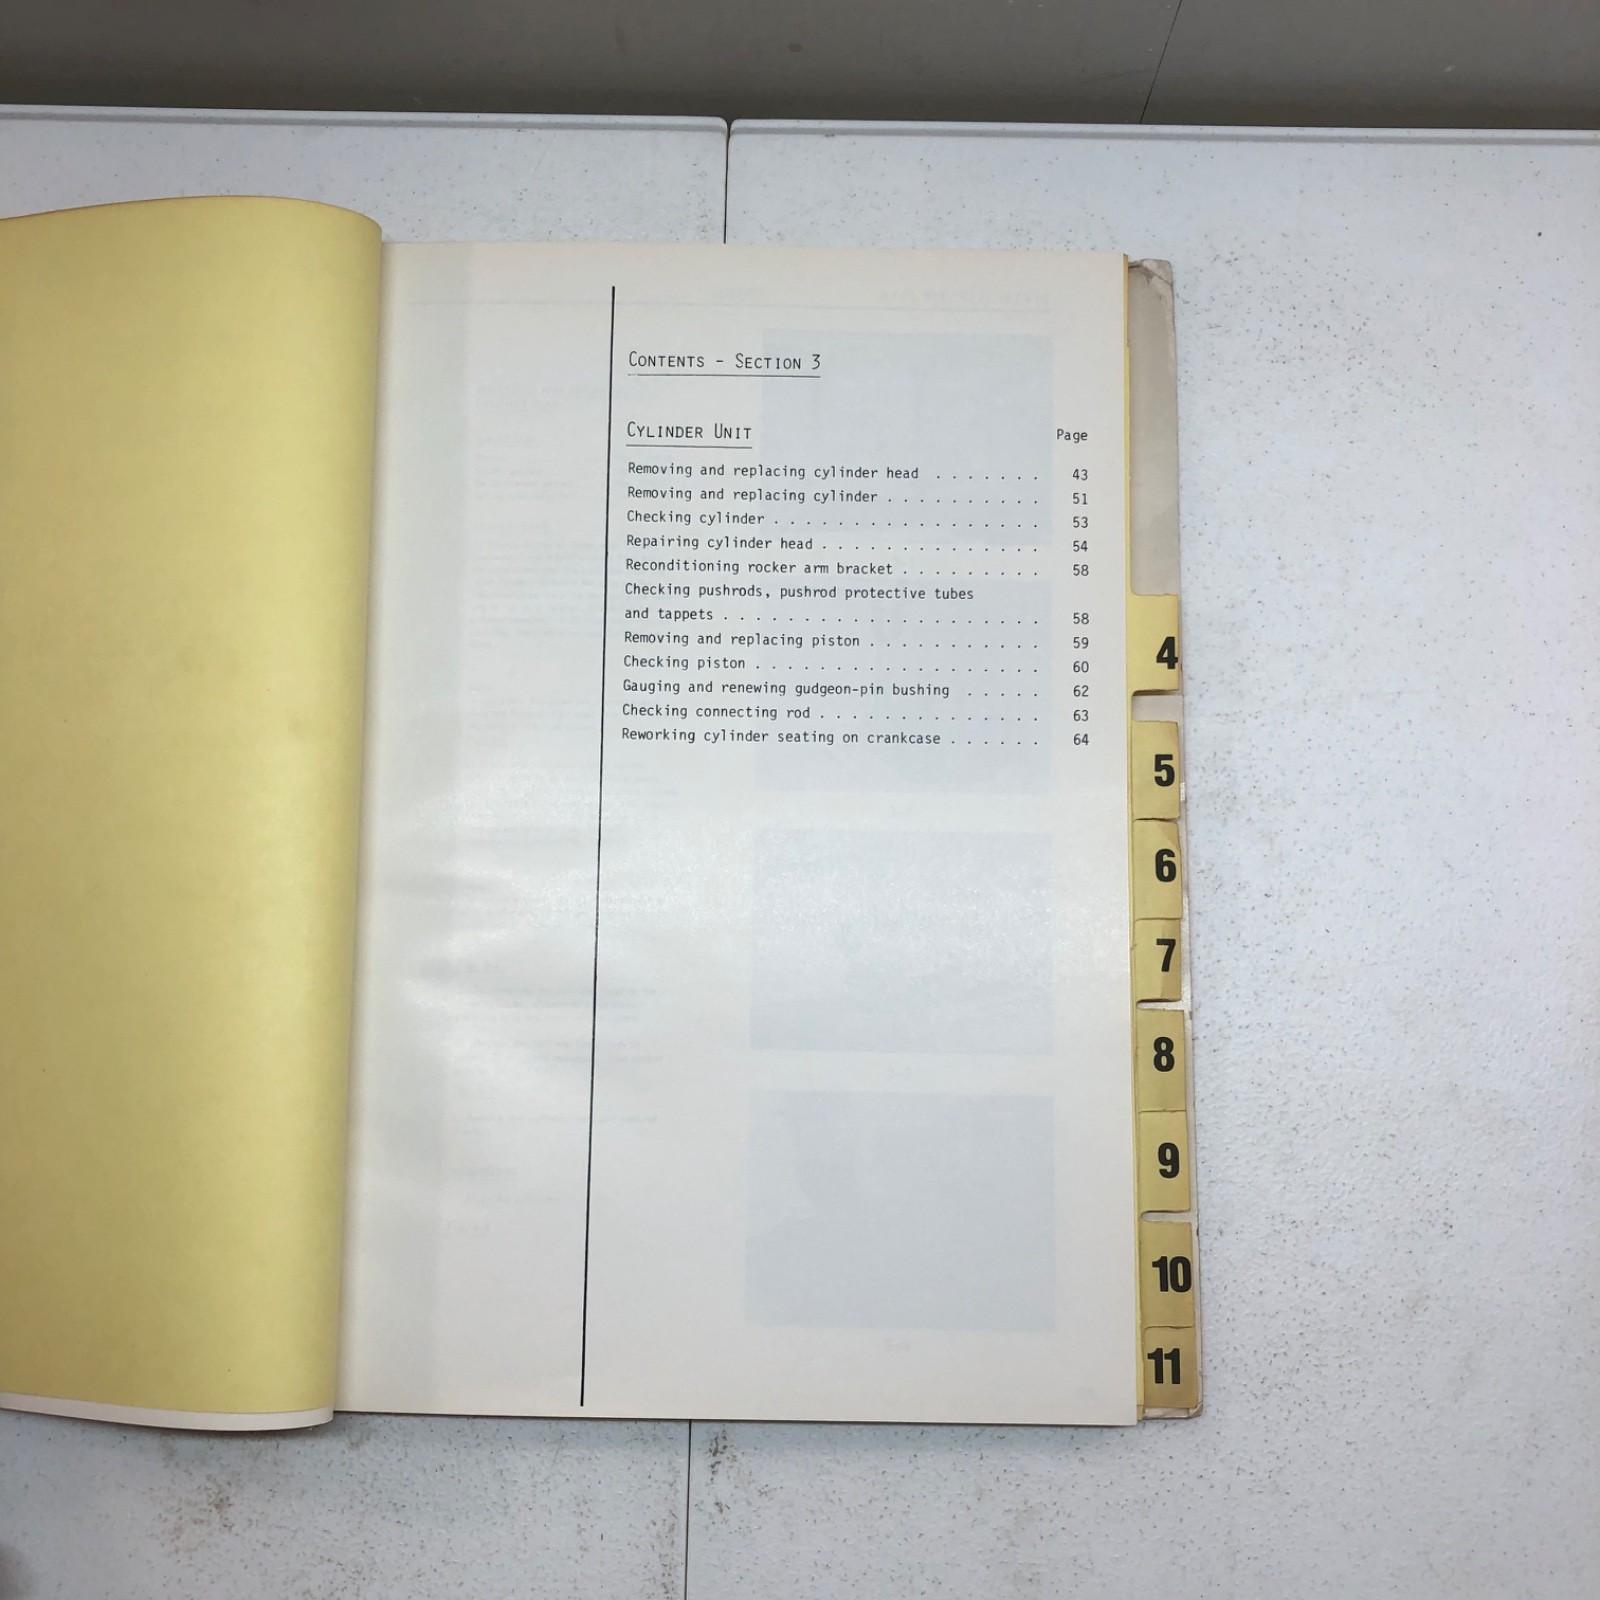 CONTENTS - SECTION 3
CYLINDER UNIT Page
Removing and replacing cylinder head . . . . . . . 43
Removing and replacing cylinder . . . . . . . . . . 51
Checking cylinder . . . . . . . . . . . . . . . . . 53
Repairing cylinder head . . . . . . . . . . . . . . 54
Reconditioning rocker arm bracket . . . . . . . . . 58
Checking pushrods, pushrod protective tubes
and tappets . . . . . . . . . . . . . . . . . . . . 58
Removing and replacing piston . . . . . . . . . . . 59
Checking piston . . . . . . . . . . . . . . . . . . 60
Gauging and renewing gudgeon-pin bushing . . . . . 62
Checking connecting rod . . . . . . . . . . . . . . 63
Reworking cylinder seating on crankcase . . . . . . 64
4
5
6
7
8
9
10
11